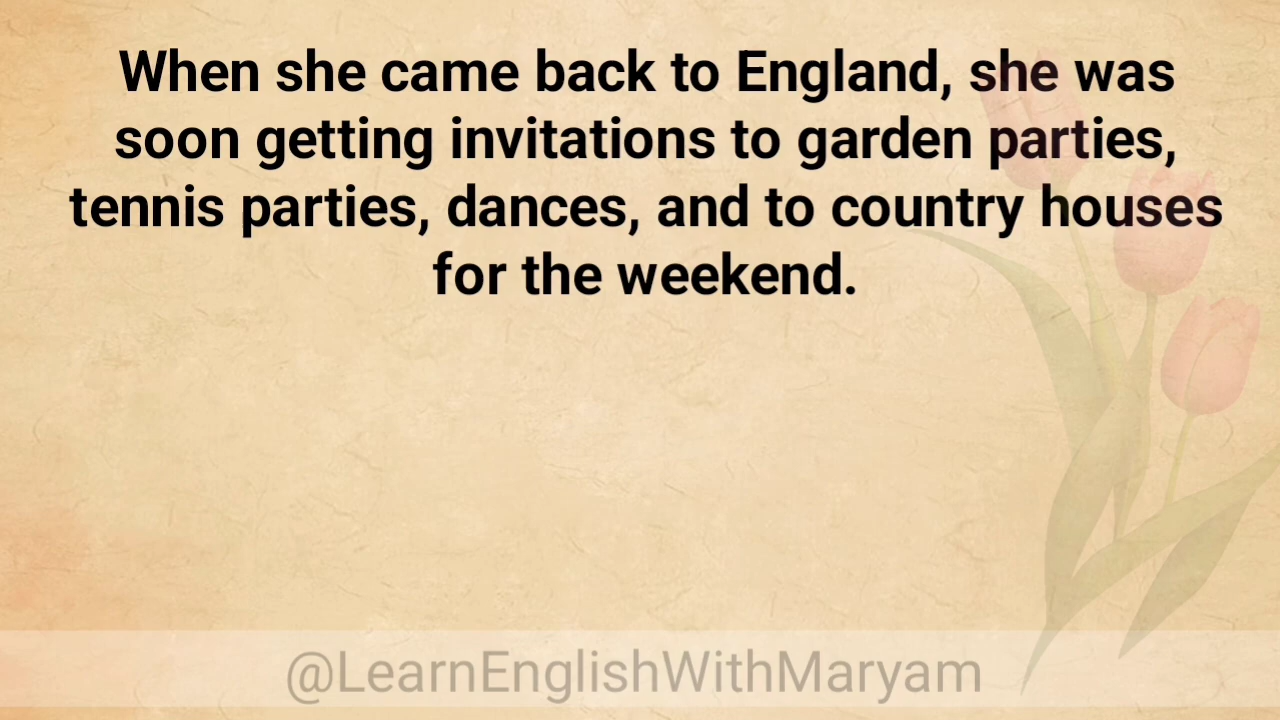 When she came back to England, she was
soon getting invitations to garden parties,
tennis parties, dances, and to country houses
for the weekend.
@LearnEnglishWithMaryam